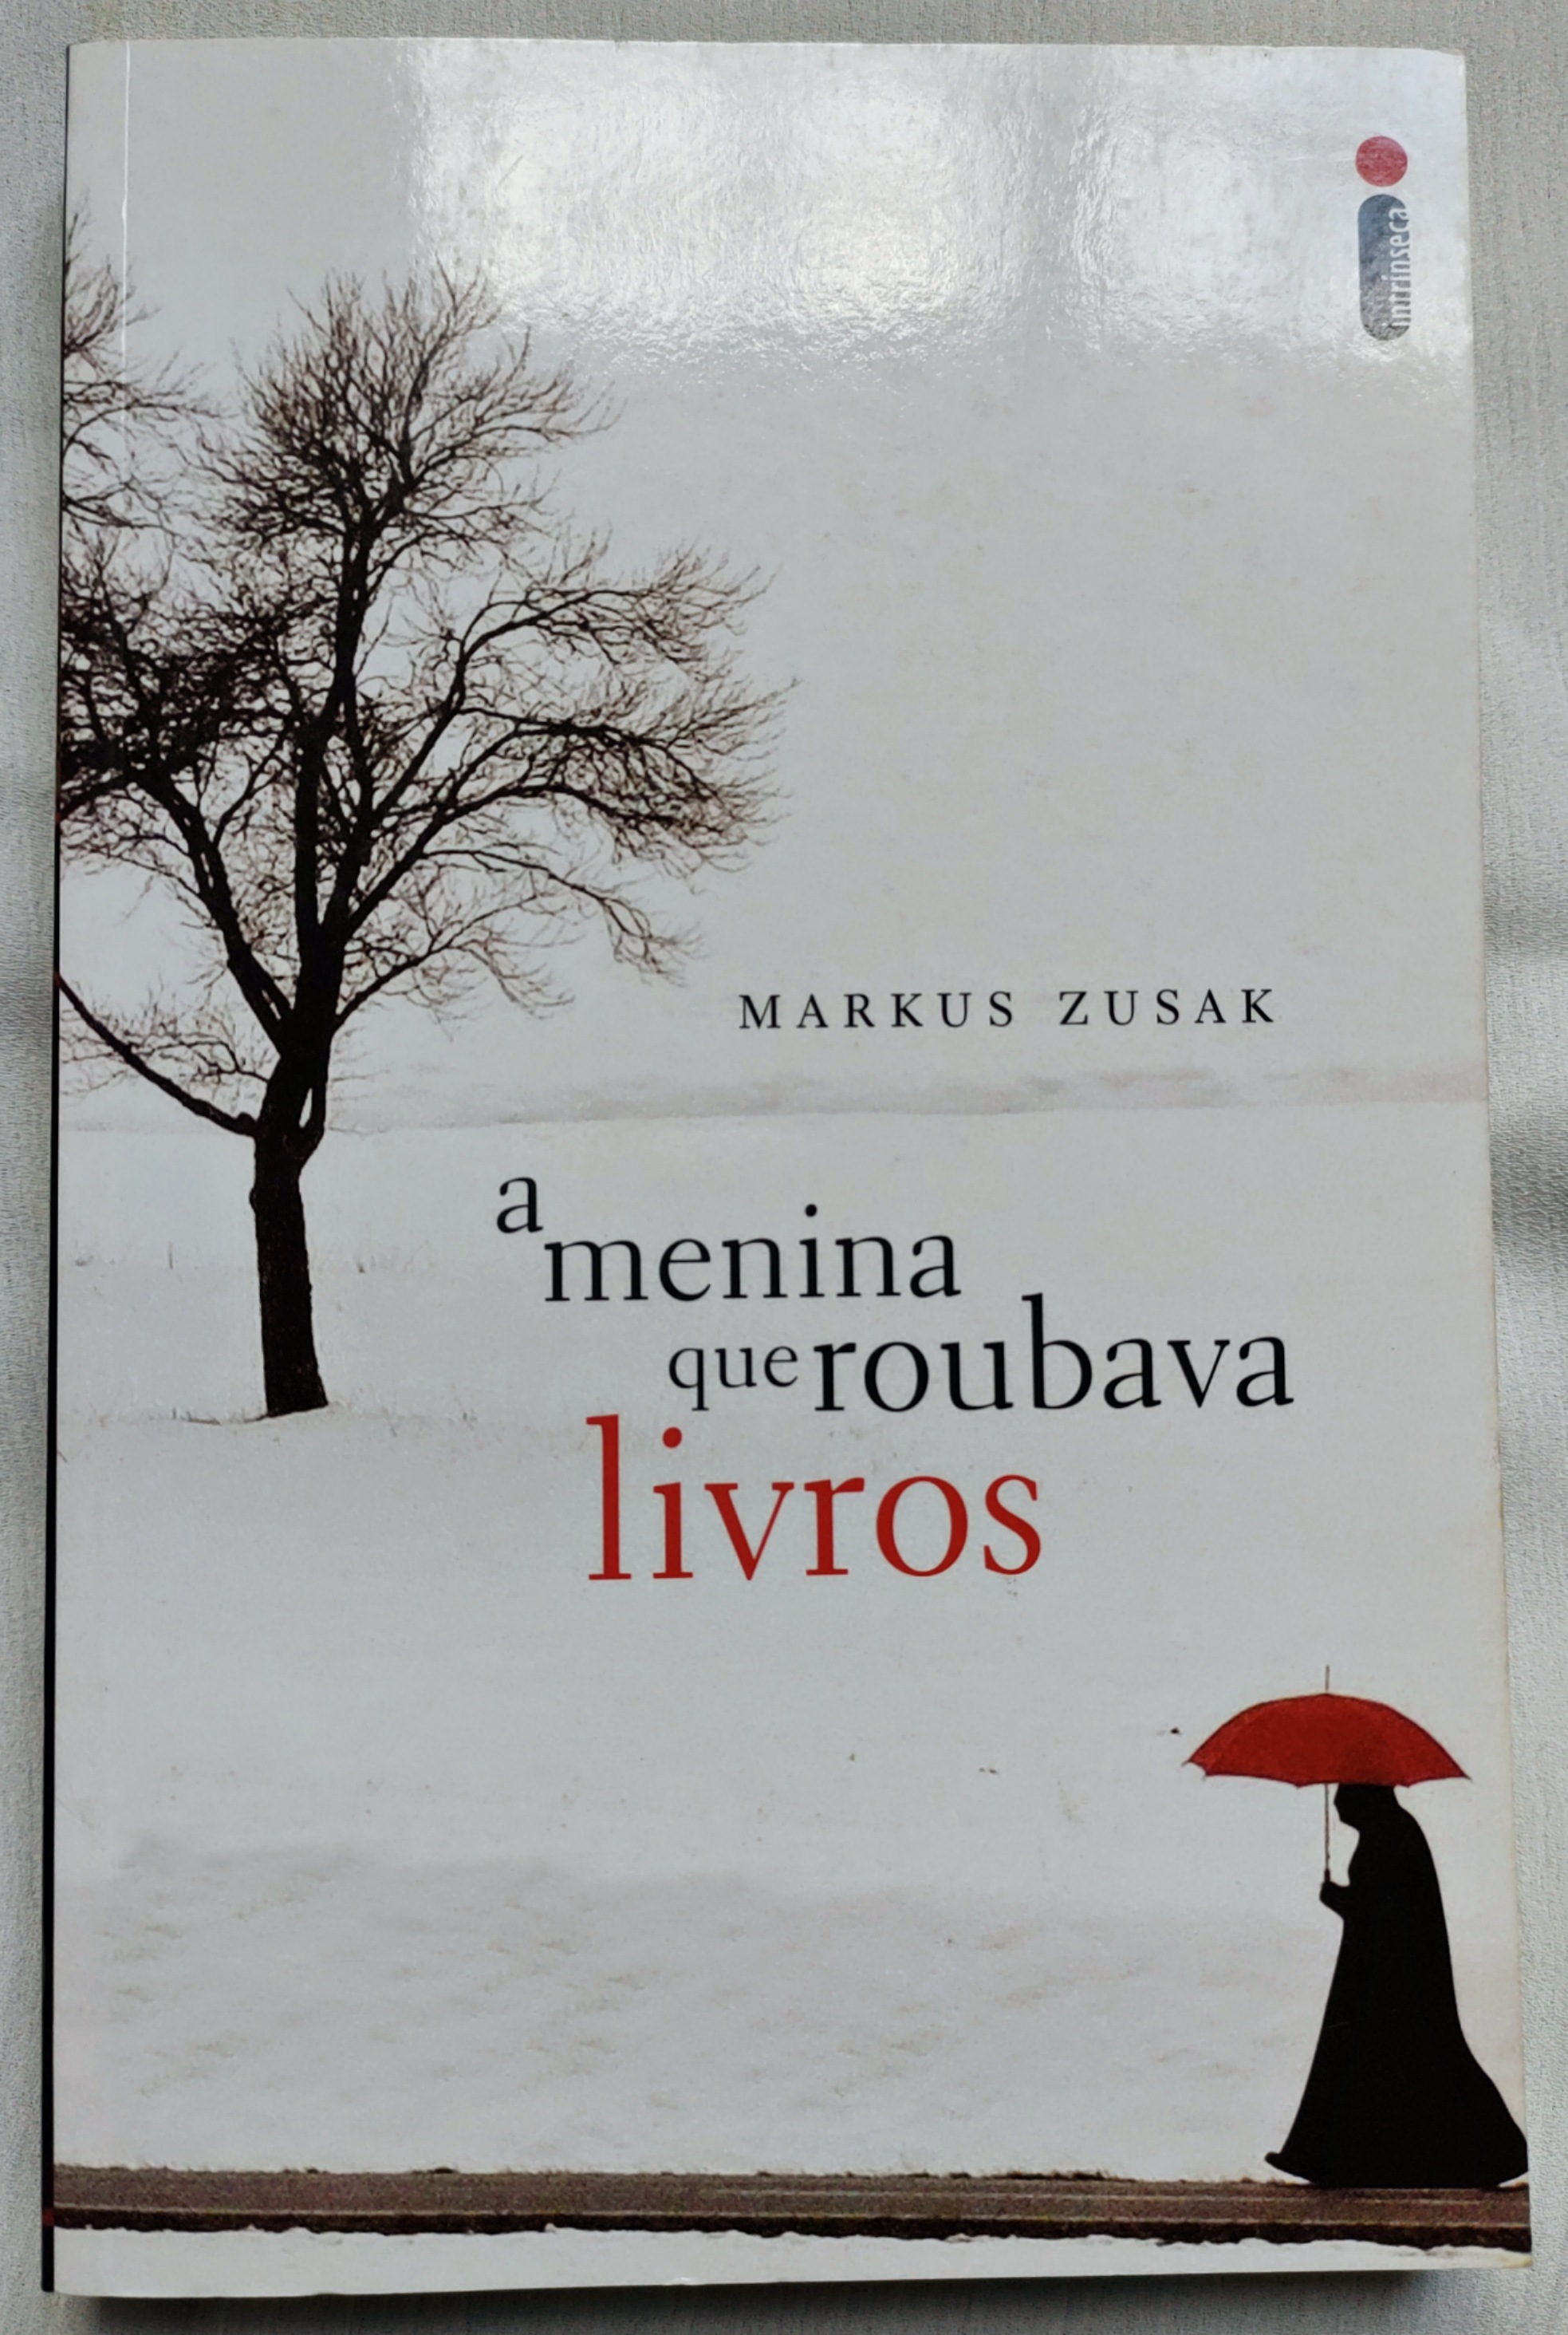 intrínseca
MARKUS ZUSAK
a
menina
que roubava
livros